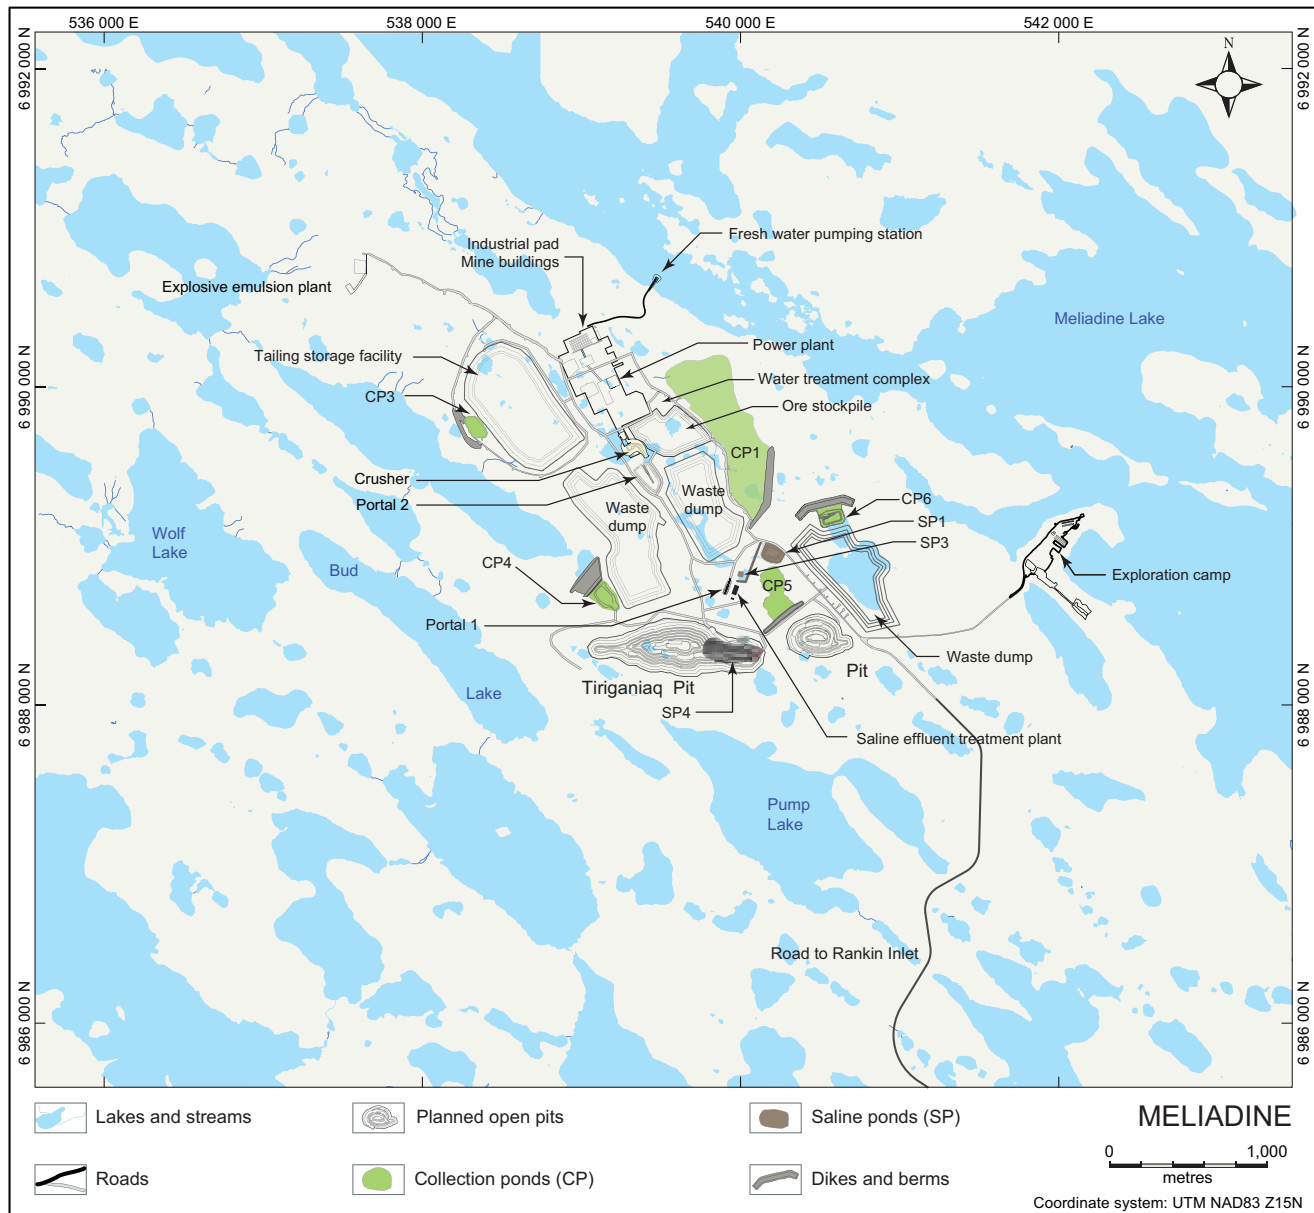 536 000 E
538 000 E
540 000 E
542 000 E
6 992 000 N
6 992 000 N
N
Fresh water pumping station
Industrial pad
Mine buildings
Explosive emulsion plant
Meliadine Lake
Tailing storage facility
Power plant
6 990 000 N
6 990 000 N
CP3
Water treatment complex
Ore stockpile
CP1
Crusher
Portal 2
Waste
dump
Waste
dump
CP6
SP1
SP3
Wolf
Lake
Bud
Lake
CP4
CP5
Exploration camp
Portal 1
Waste dump
Pit
Tiriganiaq Pit
SP4
6 988 000 N
6 988 000 N
Saline effluent treatment plant
Pump
Lake
Road to Rankin Inlet
6 986 000 N
6 986 000 N
Lakes and streams
Planned open pits
Saline ponds (SP)
MELIADINE
Roads
Collection ponds (CP)
Dikes and berms
0
1,000
metres
Coordinate system: UTM NAD83 Z15N